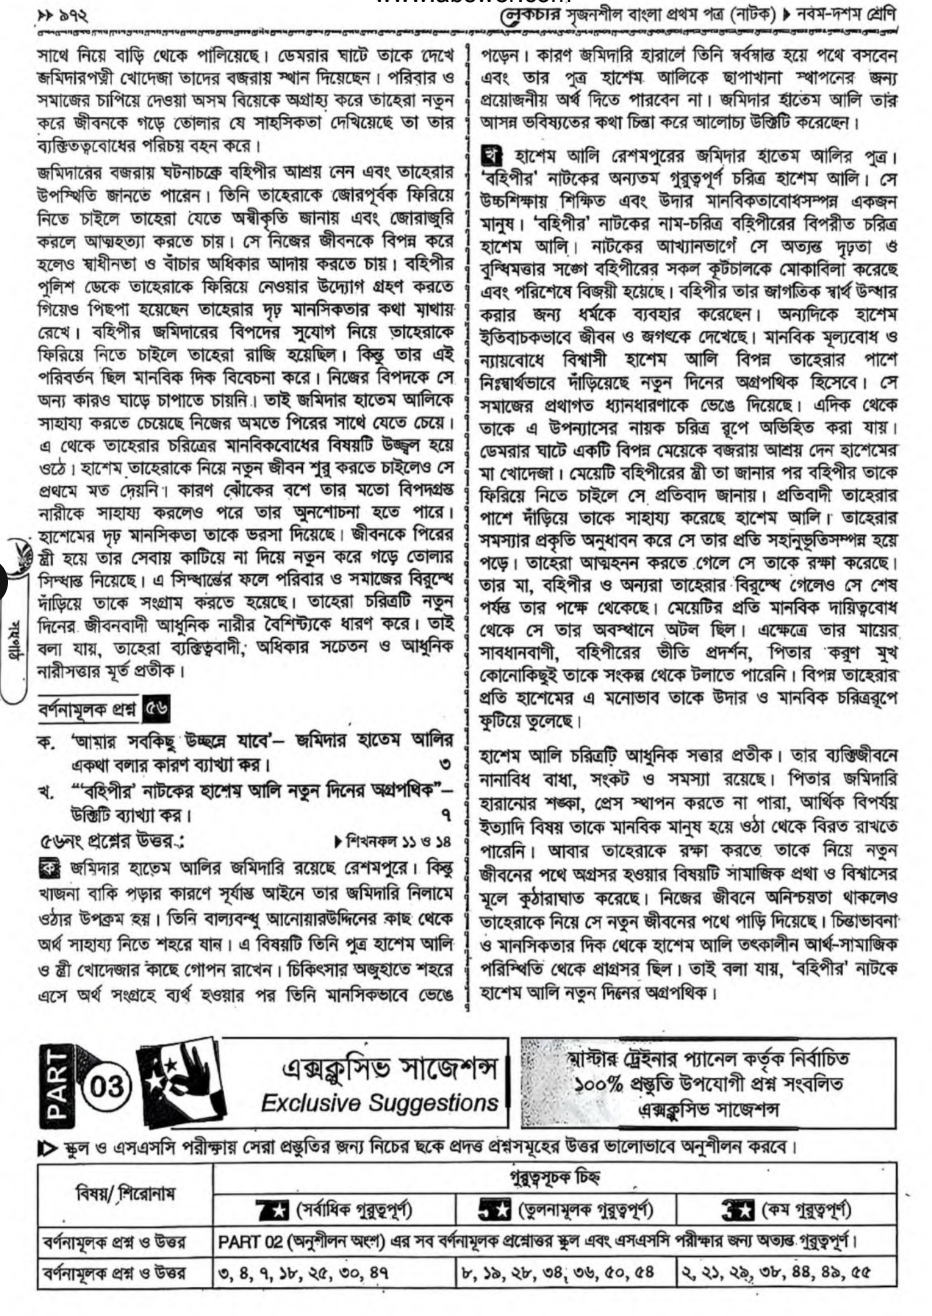 ▶▶ ৯৭২
লেকচার সৃজনশীল বাংলা প্রথম পত্র (নাটক) ▶ নবম-দশম শ্রেণি
সাথে নিয়ে বাড়ি থেকে পালিয়েছে। ডেমরার ঘাটে তাকে দেখে
জমিদারপত্নী খোদেজা তাদের বজরায় স্থান দিয়েছেন। পরিবার ও
সমাজের চাপিয়ে দেওয়া অসম বিয়েকে অগ্রাহ্য করে তাহেরা নতুন
করে জীবনকে গড়ে তোলার যে সাহসিকতা দেখিয়েছে তা তার
ব্যক্তিত্ববোধের পরিচয় বহন করে।
জমিদারের বজরায় ঘটনাচক্রে বহিপীর আশ্রয় নেন এবং তাহেরার
উপস্থিতি জানতে পারেন। তিনি তাহেরাকে জোরপূর্বক ফিরিয়ে
নিতে চাইলে তাহেরা যেতে অস্বীকৃতি জানায় এবং জোরাজুরি
করলে আত্মহত্যা করতে চায়। সে নিজের জীবনকে বিপন্ন করে
হলেও স্বাধীনতা ও বাঁচার অধিকার আদায় করতে চায়। বহিপীর
পুলিশ ডেকে তাহেরাকে ফিরিয়ে নেওয়ার উদ্যোগ গ্রহণ করতে
গিয়েও পিছপা হয়েছেন তাহেরার দৃঢ় মানসিকতার কথা মাথায়
রেখে। বহিপীর জমিদারের বিপদের সুযোগ নিয়ে তাহেরাকে
ফিরিয়ে নিতে চাইলে তাহেরা রাজি হয়েছিল। কিন্তু তার এই
পরিবর্তন ছিল মানবিক দিক বিবেচনা করে। নিজের বিপদকে সে
অন্য কারও ঘাড়ে চাপাতে চায়নি। তাই জমিদার হাতেম আলিকে
সাহায্য করতে চেয়েছে নিজের অমতে পিরের সাথে যেতে চেয়ে।
এ থেকে তাহেরার চরিত্রের মানবিকবোধের বিষয়টি উজ্জ্বল হয়ে
ওঠে। হাশেম তাহেরাকে নিয়ে নতুন জীবন শুরু করতে চাইলেও সে
প্রথমে মত দেয়নি। কারণ ঝোঁকের বশে তার মতো বিপদগ্রস্ত
নারীকে সাহায্য করলেও পরে তার অুনশোচনা হতে পারে।
হাশেমের দৃঢ় মানসিকতা তাকে ভরসা দিয়েছে। জীবনকে পিরের
স্ত্রী হয়ে তার সেবায় কাটিয়ে না দিয়ে নতুন করে গড়ে তোলার
সিদ্ধান্ত নিয়েছে। এ সিদ্ধান্তের ফলে পরিবার ও সমাজের বিরুদ্ধে
দাঁড়িয়ে তাকে সংগ্রাম করতে হয়েছে। তাহেরা চরিত্রটি নতুন
দিনের জীবনবাদী আধুনিক নারীর বৈশিষ্ট্যকে ধারণ করে। তাই
বলা যায়, তাহেরা ব্যক্তিত্ববাদী, অধিকার সচেতন ও আধুনিক
নারীসত্তার মূর্ত প্রতীক।
সহপাঠ
বর্ণনামূলক প্রশ্ন ৫৬
ক. 'আমার সবকিছু উচ্ছন্নে যাবে'– জমিদার হাতেম আলির
একথা বলার কারণ ব্যাখ্যা কর। ৩
খ. "'বহিপীর' নাটকের হাশেম আলি নতুন দিনের অগ্রপথিক"–
উক্তিটি ব্যাখ্যা কর। ৭
৫৬নং প্রশ্নের উত্তর : ▶ শিখনফল ১১ ও ১৪
ক জমিদার হাতেম আলির জমিদারি রয়েছে রেশমপুরে। কিন্তু
খাজনা বাকি পড়ার কারণে সূর্যাস্ত আইনে তার জমিদারি নিলামে
ওঠার উপক্রম হয়। তিনি বাল্যবন্ধু আনোয়ারউদ্দিনের কাছ থেকে
অর্থ সাহায্য নিতে শহরে যান। এ বিষয়টি তিনি পুত্র হাশেম আলি
ও স্ত্রী খোদেজার কাছে গোপন রাখেন। চিকিৎসার অজুহাতে শহরে
এসে অর্থ সংগ্রহে ব্যর্থ হওয়ার পর তিনি মানসিকভাবে ভেঙে
পড়েন। কারণ জমিদারি হারালে তিনি স্বর্বস্বান্ত হয়ে পথে বসবেন
এবং তার পুত্র হাশেম আলিকে ছাপাখানা স্থাপনের জন্য
প্রয়োজনীয় অর্থ দিতে পারবেন না। জমিদার হাতেম আলি তার
আসন্ন ভবিষ্যতের কথা চিন্তা করে আলোচ্য উক্তিটি করেছেন।
খ হাশেম আলি রেশমপুরের জমিদার হাতেম আলির পুত্র।
'বহিপীর' নাটকের অন্যতম গুরুত্বপূর্ণ চরিত্র হাশেম আলি। সে
উচ্চশিক্ষায় শিক্ষিত এবং উদার মানবিকতাবোধসম্পন্ন একজন
মানুষ। 'বহিপীর' নাটকের নাম-চরিত্র বহিপীরের বিপরীত চরিত্র
হাশেম আলি। নাটকের আখ্যানভাগে সে অত্যন্ত দৃঢ়তা ও
বুদ্ধিমত্তার সঙ্গে বহিপীরের সকল কূটচালকে মোকাবিলা করেছে
এবং পরিশেষে বিজয়ী হয়েছে। বহিপীর তার জাগতিক স্বার্থ উদ্ধার
করার জন্য ধর্মকে ব্যবহার করেছেন। অন্যদিকে হাশেম
ইতিবাচকভাবে জীবন ও জগৎকে দেখেছে। মানবিক মূল্যবোধ ও
ন্যায়বোধে বিশ্বাসী হাশেম আলি বিপন্ন তাহেরার পাশে
নিঃস্বার্থভাবে দাঁড়িয়েছে নতুন দিনের অগ্রপথিক হিসেবে। সে
সমাজের প্রথাগত ধ্যানধারণাকে ভেঙে দিয়েছে। এদিক থেকে
তাকে এ উপন্যাসের নায়ক চরিত্র রূপে অভিহিত করা যায়।
ডেমরার ঘাটে একটি বিপন্ন মেয়েকে বজরায় আশ্রয় দেন হাশেমের
মা খোদেজা। মেয়েটি বহিপীরের স্ত্রী তা জানার পর বহিপীর তাকে
ফিরিয়ে নিতে চাইলে সে প্রতিবাদ জানায়। প্রতিবাদী তাহেরার
পাশে দাঁড়িয়ে তাকে সাহায্য করেছে হাশেম আলি। তাহেরার
সমস্যার প্রকৃতি অনুধাবন করে সে তার প্রতি সহানুভূতিসম্পন্ন হয়ে
পড়ে। তাহেরা আত্মহনন করতে গেলে সে তাকে রক্ষা করেছে।
তার মা, বহিপীর ও অন্যরা তাহেরার বিরুদ্ধে গেলেও সে শেষ
পর্যন্ত তার পক্ষে থেকেছে। মেয়েটির প্রতি মানবিক দায়িত্ববোধ
থেকে সে তার অবস্থানে অটল ছিল। এক্ষেত্রে তার মায়ের
সাবধানবাণী, বহিপীরের ভীতি প্রদর্শন, পিতার করুণ মুখ
কোনোকিছুই তাকে সংকল্প থেকে টলাতে পারেনি। বিপন্ন তাহেরার
প্রতি হাশেমের এ মনোভাব তাকে উদার ও মানবিক চরিত্ররূপে
ফুটিয়ে তুলেছে।
হাশেম আলি চরিত্রটি আধুনিক সত্তার প্রতীক। তার ব্যক্তিজীবনে
নানাবিধ বাধা, সংকট ও সমস্যা রয়েছে। পিতার জমিদারি
হারানোর শঙ্কা, প্রেস স্থাপন করতে না পারা, আর্থিক বিপর্যয়
ইত্যাদি বিষয় তাকে মানবিক মানুষ হয়ে ওঠা থেকে বিরত রাখতে
পারেনি। আবার তাহেরাকে রক্ষা করতে তাকে নিয়ে নতুন
জীবনের পথে অগ্রসর হওয়ার বিষয়টি সামাজিক প্রথা ও বিশ্বাসের
মূলে কুঠারাঘাত করেছে। নিজের জীবনে অনিশ্চয়তা থাকলেও
তাহেরাকে নিয়ে সে নতুন জীবনের পথে পাড়ি দিয়েছে। চিন্তাভাবনা
ও মানসিকতার দিক থেকে হাশেম আলি তৎকালীন আর্থ-সামাজিক
পরিস্থিতি থেকে প্রাগ্রসর ছিল। তাই বলা যায়, 'বহিপীর' নাটকে
হাশেম আলি নতুন দিনের অগ্রপথিক।
PART 03
এক্সক্লুসিভ সাজেশন্স
Exclusive Suggestions
মাস্টার ট্রেইনার প্যানেল কর্তৃক নির্বাচিত
১০০% প্রস্তুতি উপযোগী প্রশ্ন সংবলিত
এক্সক্লুসিভ সাজেশন্স
▶ স্কুল ও এসএসসি পরীক্ষায় সেরা প্রস্তুতির জন্য নিচের ছকে প্রদত্ত প্রশ্নসমূহের উত্তর ভালোভাবে অনুশীলন করবে।
বিষয়/শিরোনাম
গুরুত্বসূচক চিহ্ন
7★ (সর্বাধিক গুরুত্বপূর্ণ)
5★ (তুলনামূলক গুরুত্বপূর্ণ)
3★ (কম গুরুত্বপূর্ণ)
বর্ণনামূলক প্রশ্ন ও উত্তর
PART 02 (অনুশীলন অংশ) এর সব বর্ণনামূলক প্রশ্নোত্তর স্কুল এবং এসএসসি পরীক্ষার জন্য অত্যন্ত গুরুত্বপূর্ণ।
বর্ণনামূলক প্রশ্ন ও উত্তর
৩, ৪, ৭, ১৮, ২৫, ৩০, ৪৭
৮, ১৯, ২৮, ৩৪, ৩৬, ৫০, ৫৪
২, ২১, ২৯, ৩৮, ৪৪, ৪৯, ৫৫